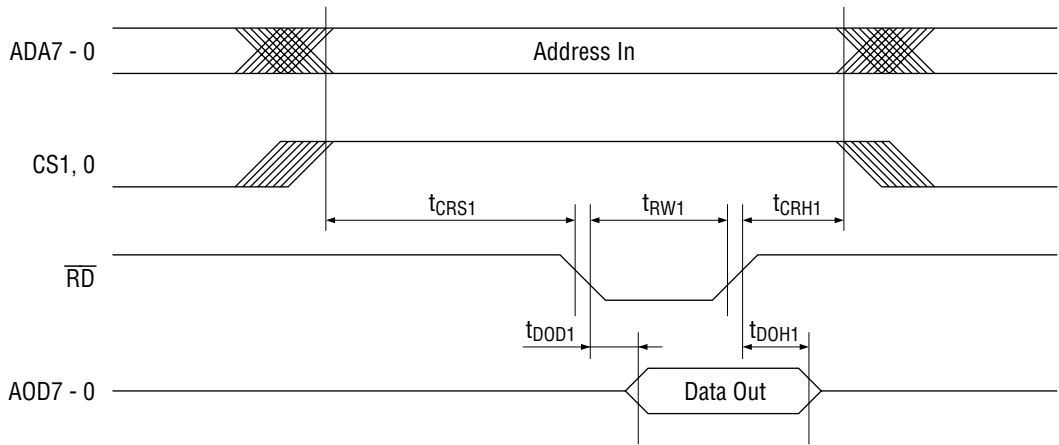 ADA7 - 0
Address In
CS1, 0
tCRS1
tRW1
tCRH1
RD
tDOD1
tDOH1
AOD7 - 0
Data Out